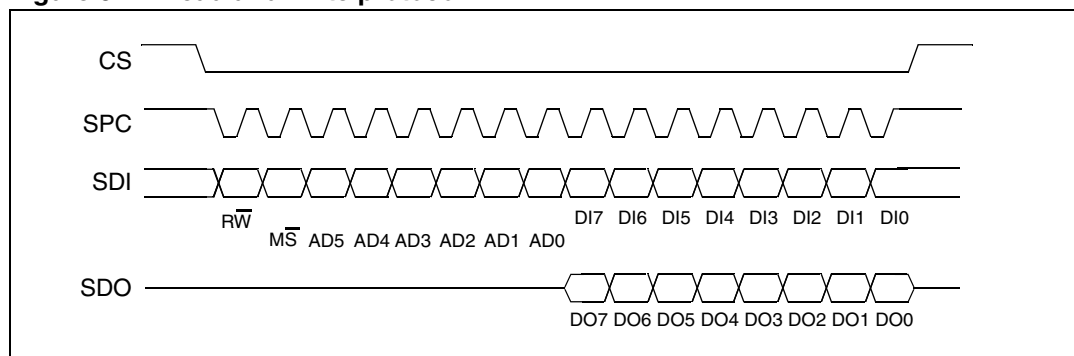 CS
SPC
SDI
RW̅
DI7 DI6 DI5 DI4 DI3 DI2 DI1 DI0
MS̅ AD5 AD4 AD3 AD2 AD1 AD0
SDO
DO7 DO6 DO5 DO4 DO3 DO2 DO1 DO0